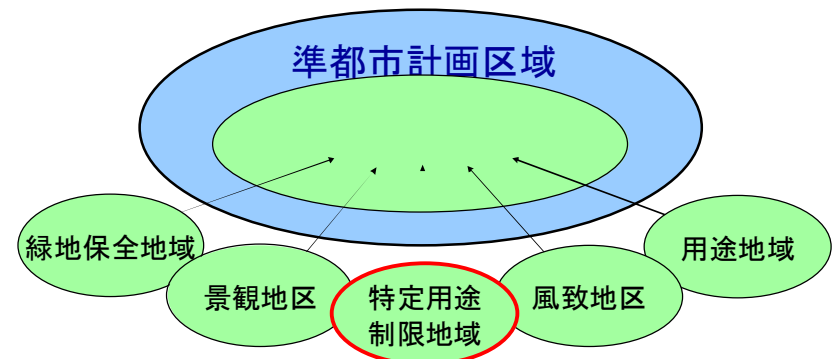 準都市計画区域
緑地保全地域
景観地区
特定用途
制限地域
風致地区
用途地域